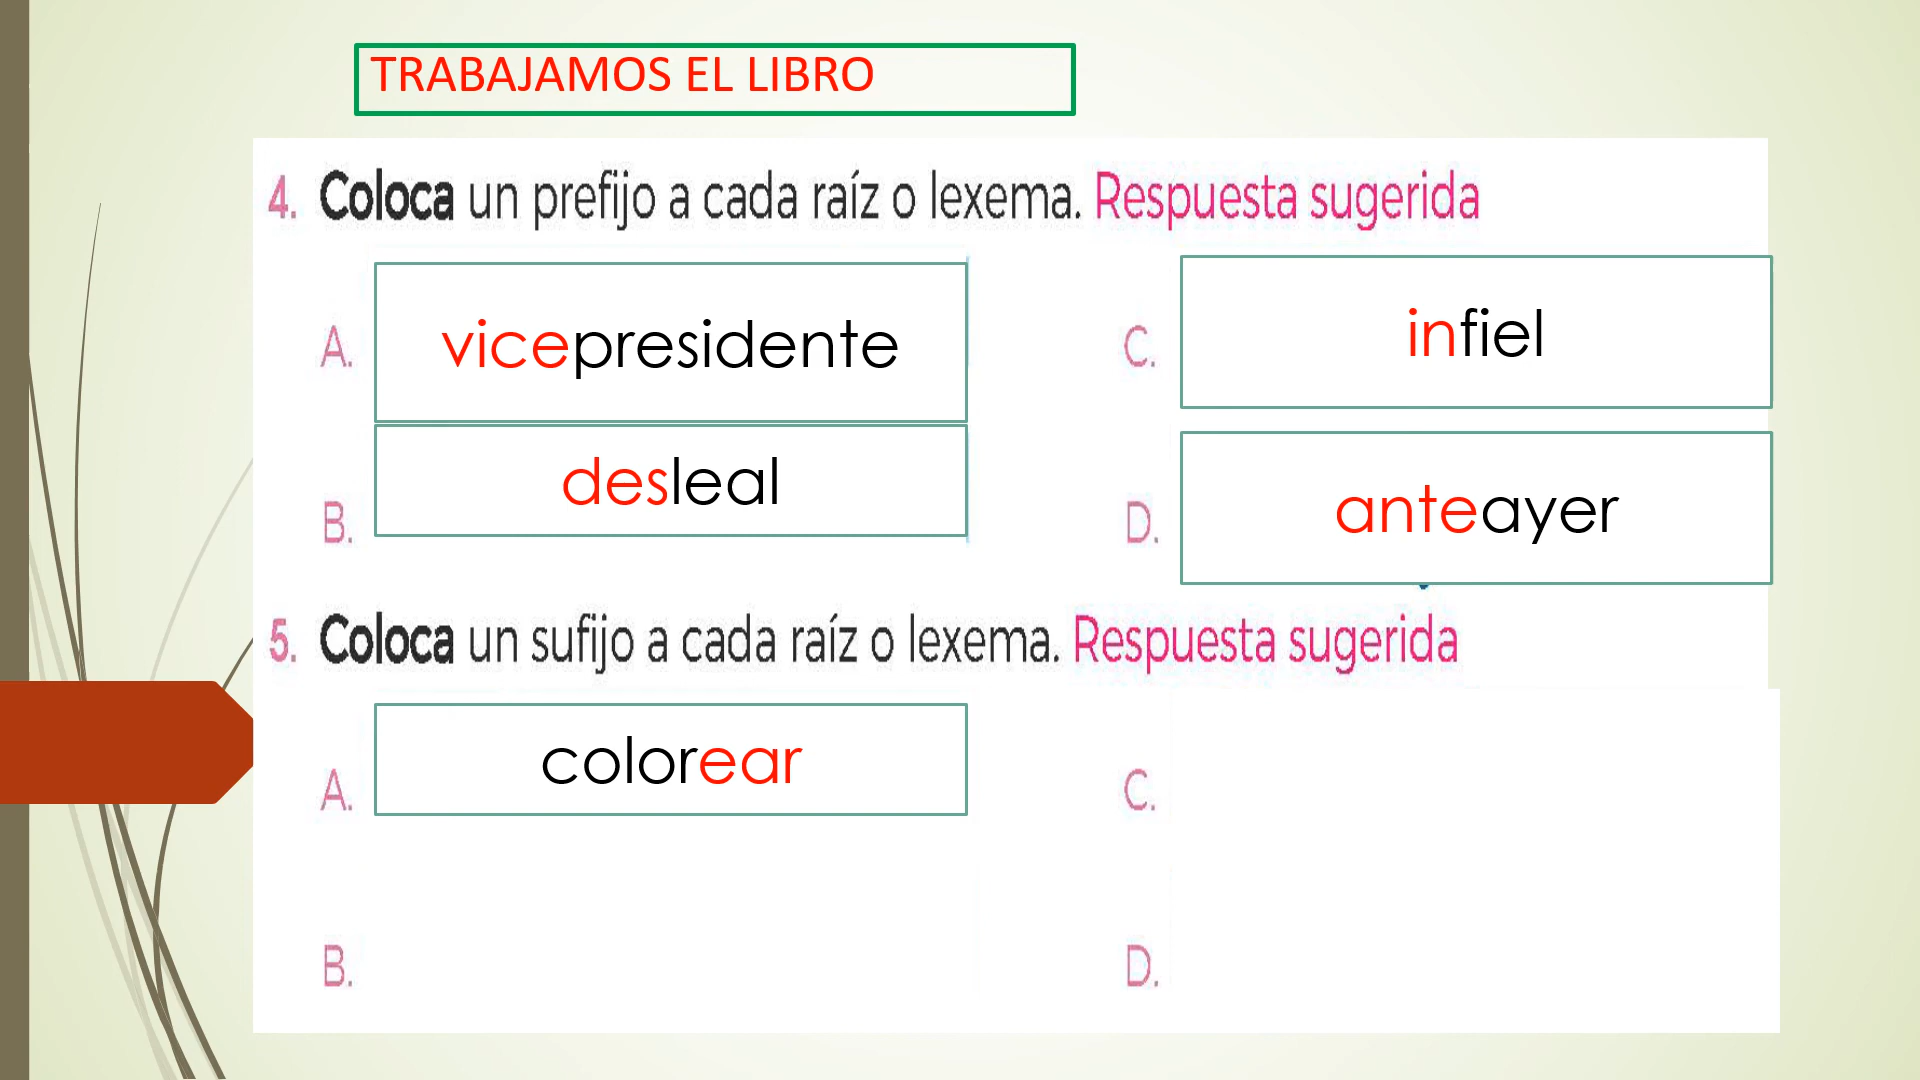 TRABAJAMOS EL LIBRO
4. Coloca un prefijo a cada raíz o lexema. Respuesta sugerida
A. vicepresidente
C. infiel
B. desleal
D. anteayer
5. Coloca un sufijo a cada raíz o lexema. Respuesta sugerida
A. colorear
C.
B.
D.